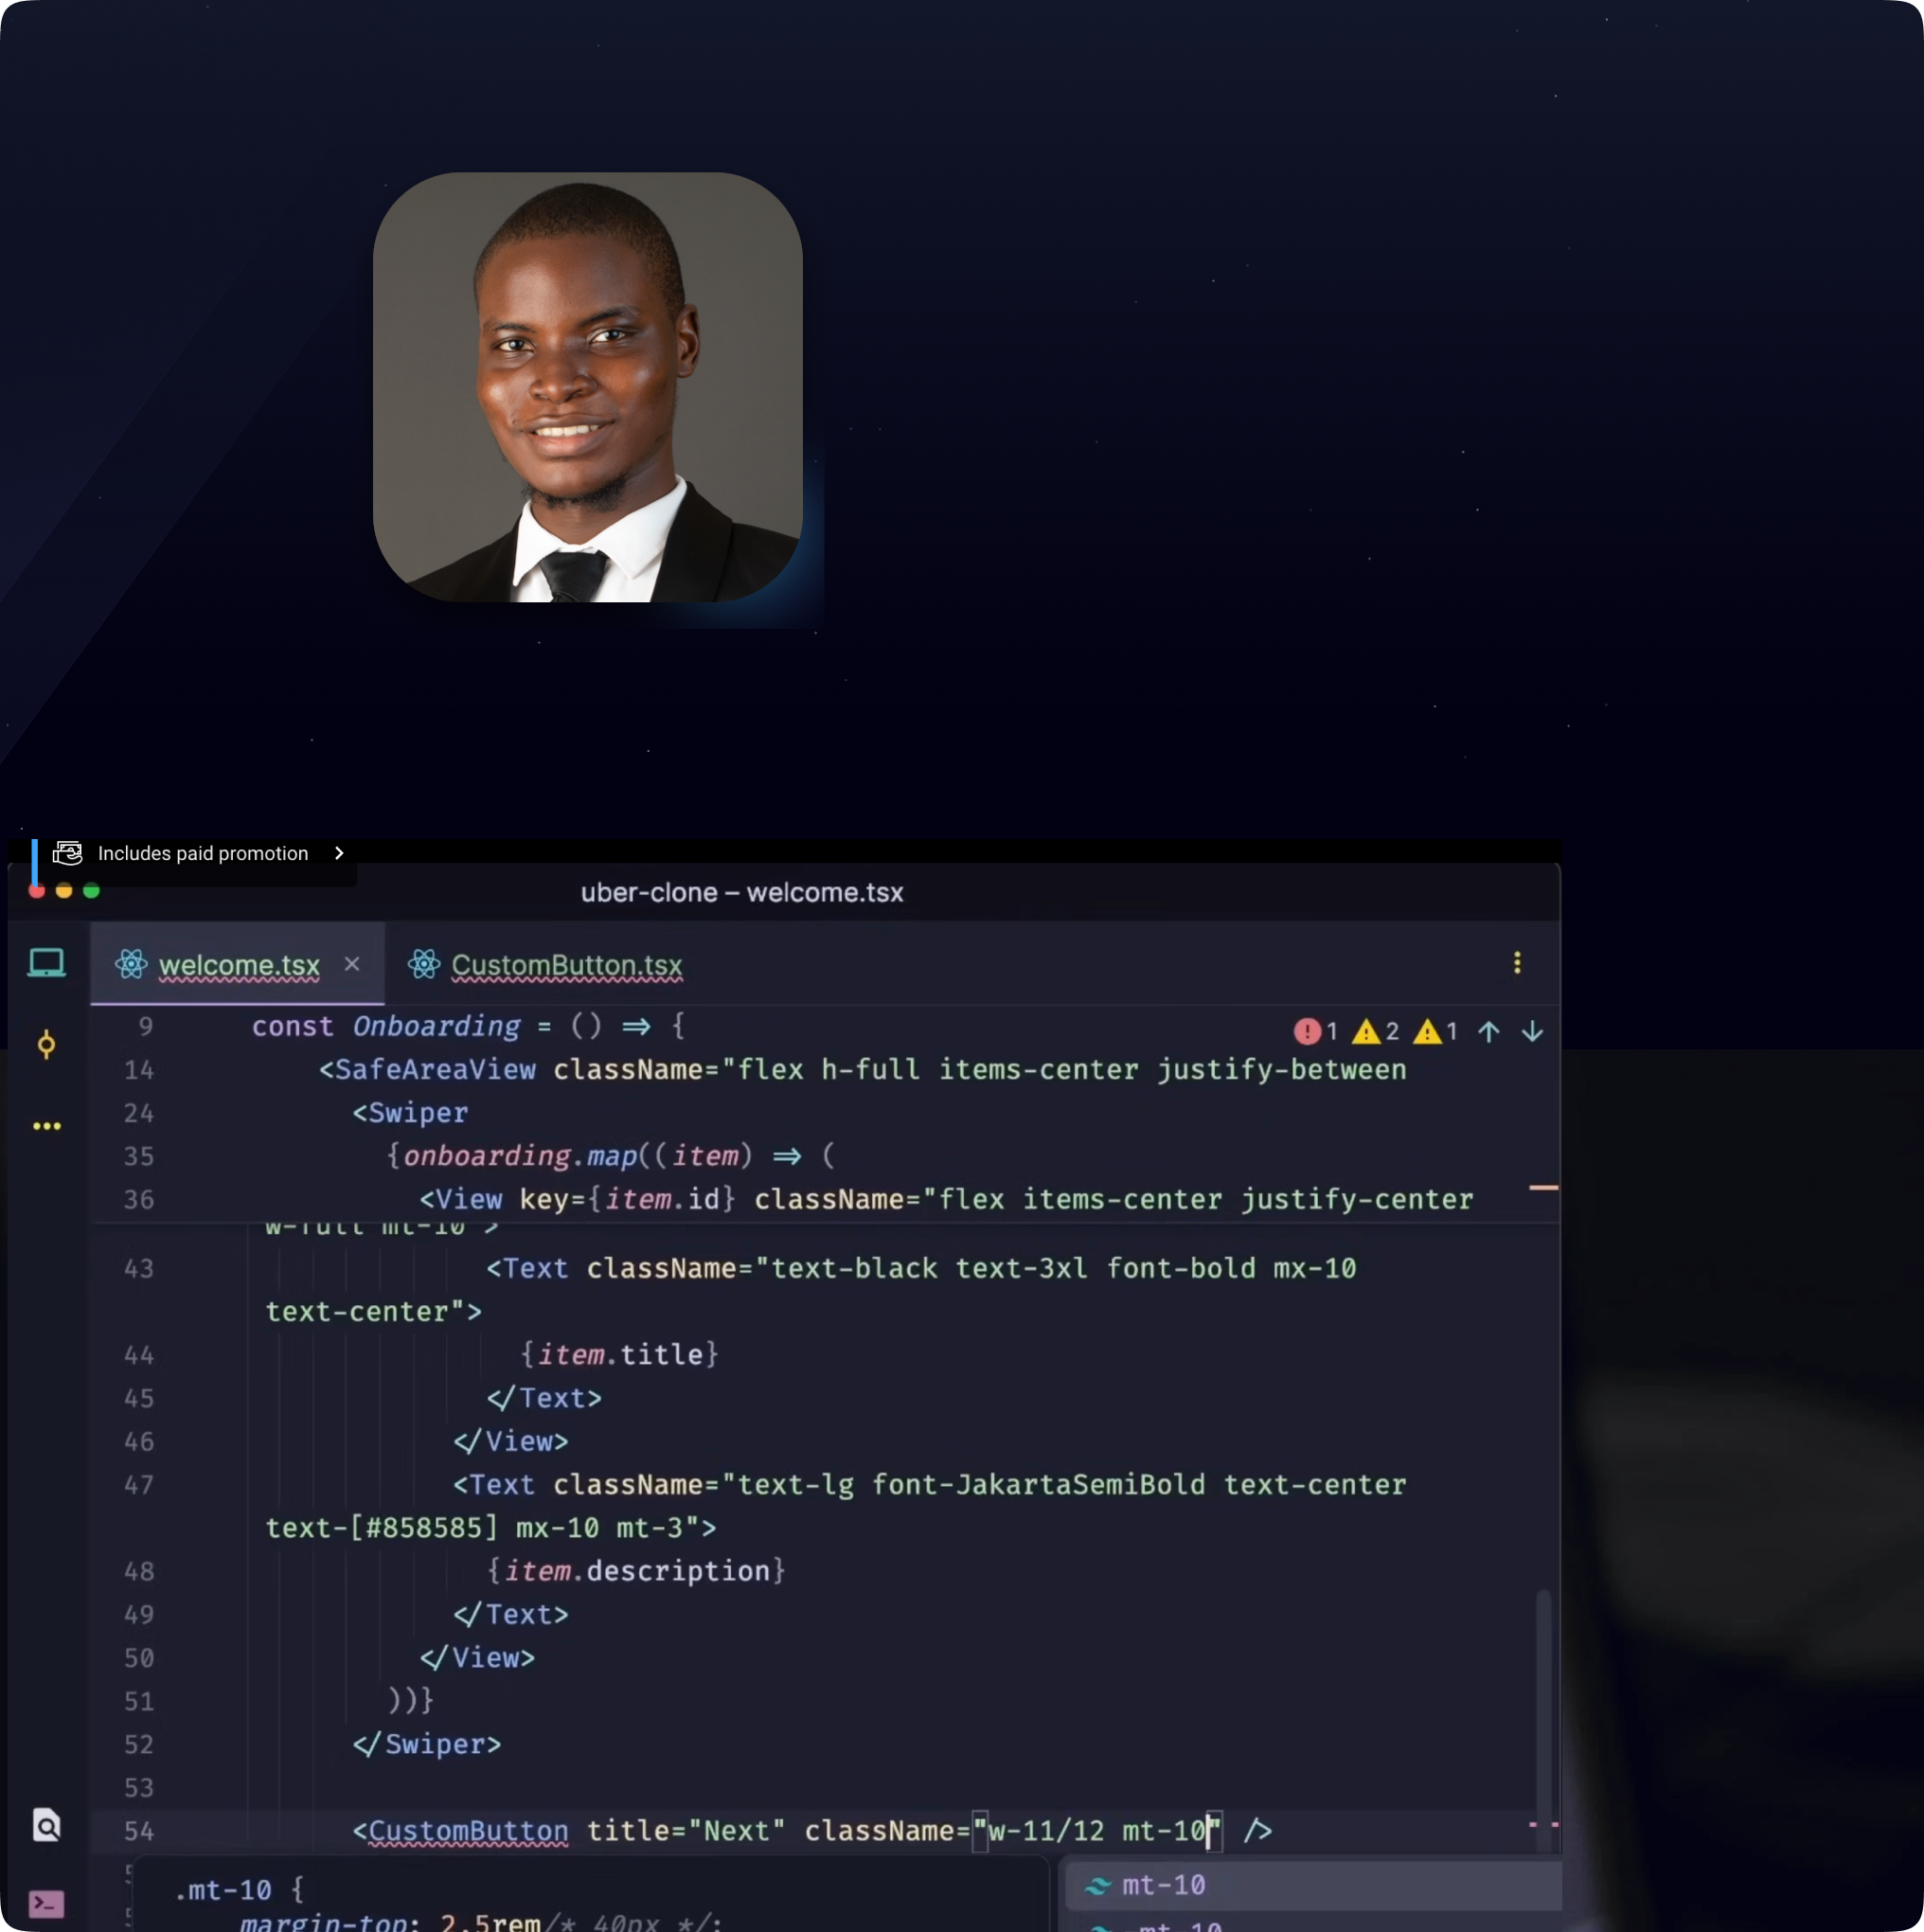 Includes paid promotion
uber-clone – welcome.tsx
welcome.tsx × CustomButton.tsx
9 const Onboarding = () => { 1 2 1
14 <SafeAreaView className="flex h-full items-center justify-between
24 <Swiper
35 {onboarding.map((item) => (
36 <View key={item.id} className="flex items-center justify-center
w-full mt-10">
43 <Text className="text-black text-3xl font-bold mx-10
text-center">
44 {item.title}
45 </Text>
46 </View>
47 <Text className="text-lg font-JakartaSemiBold text-center
text-[#858585] mx-10 mt-3">
48 {item.description}
49 </Text>
50 </View>
51 ))}
52 </Swiper>
53
54 <CustomButton title="Next" className="w-11/12 mt-10" />
.mt-10 {
margin-top: 2.5rem/* 40px */;
mt-10
-mt-10